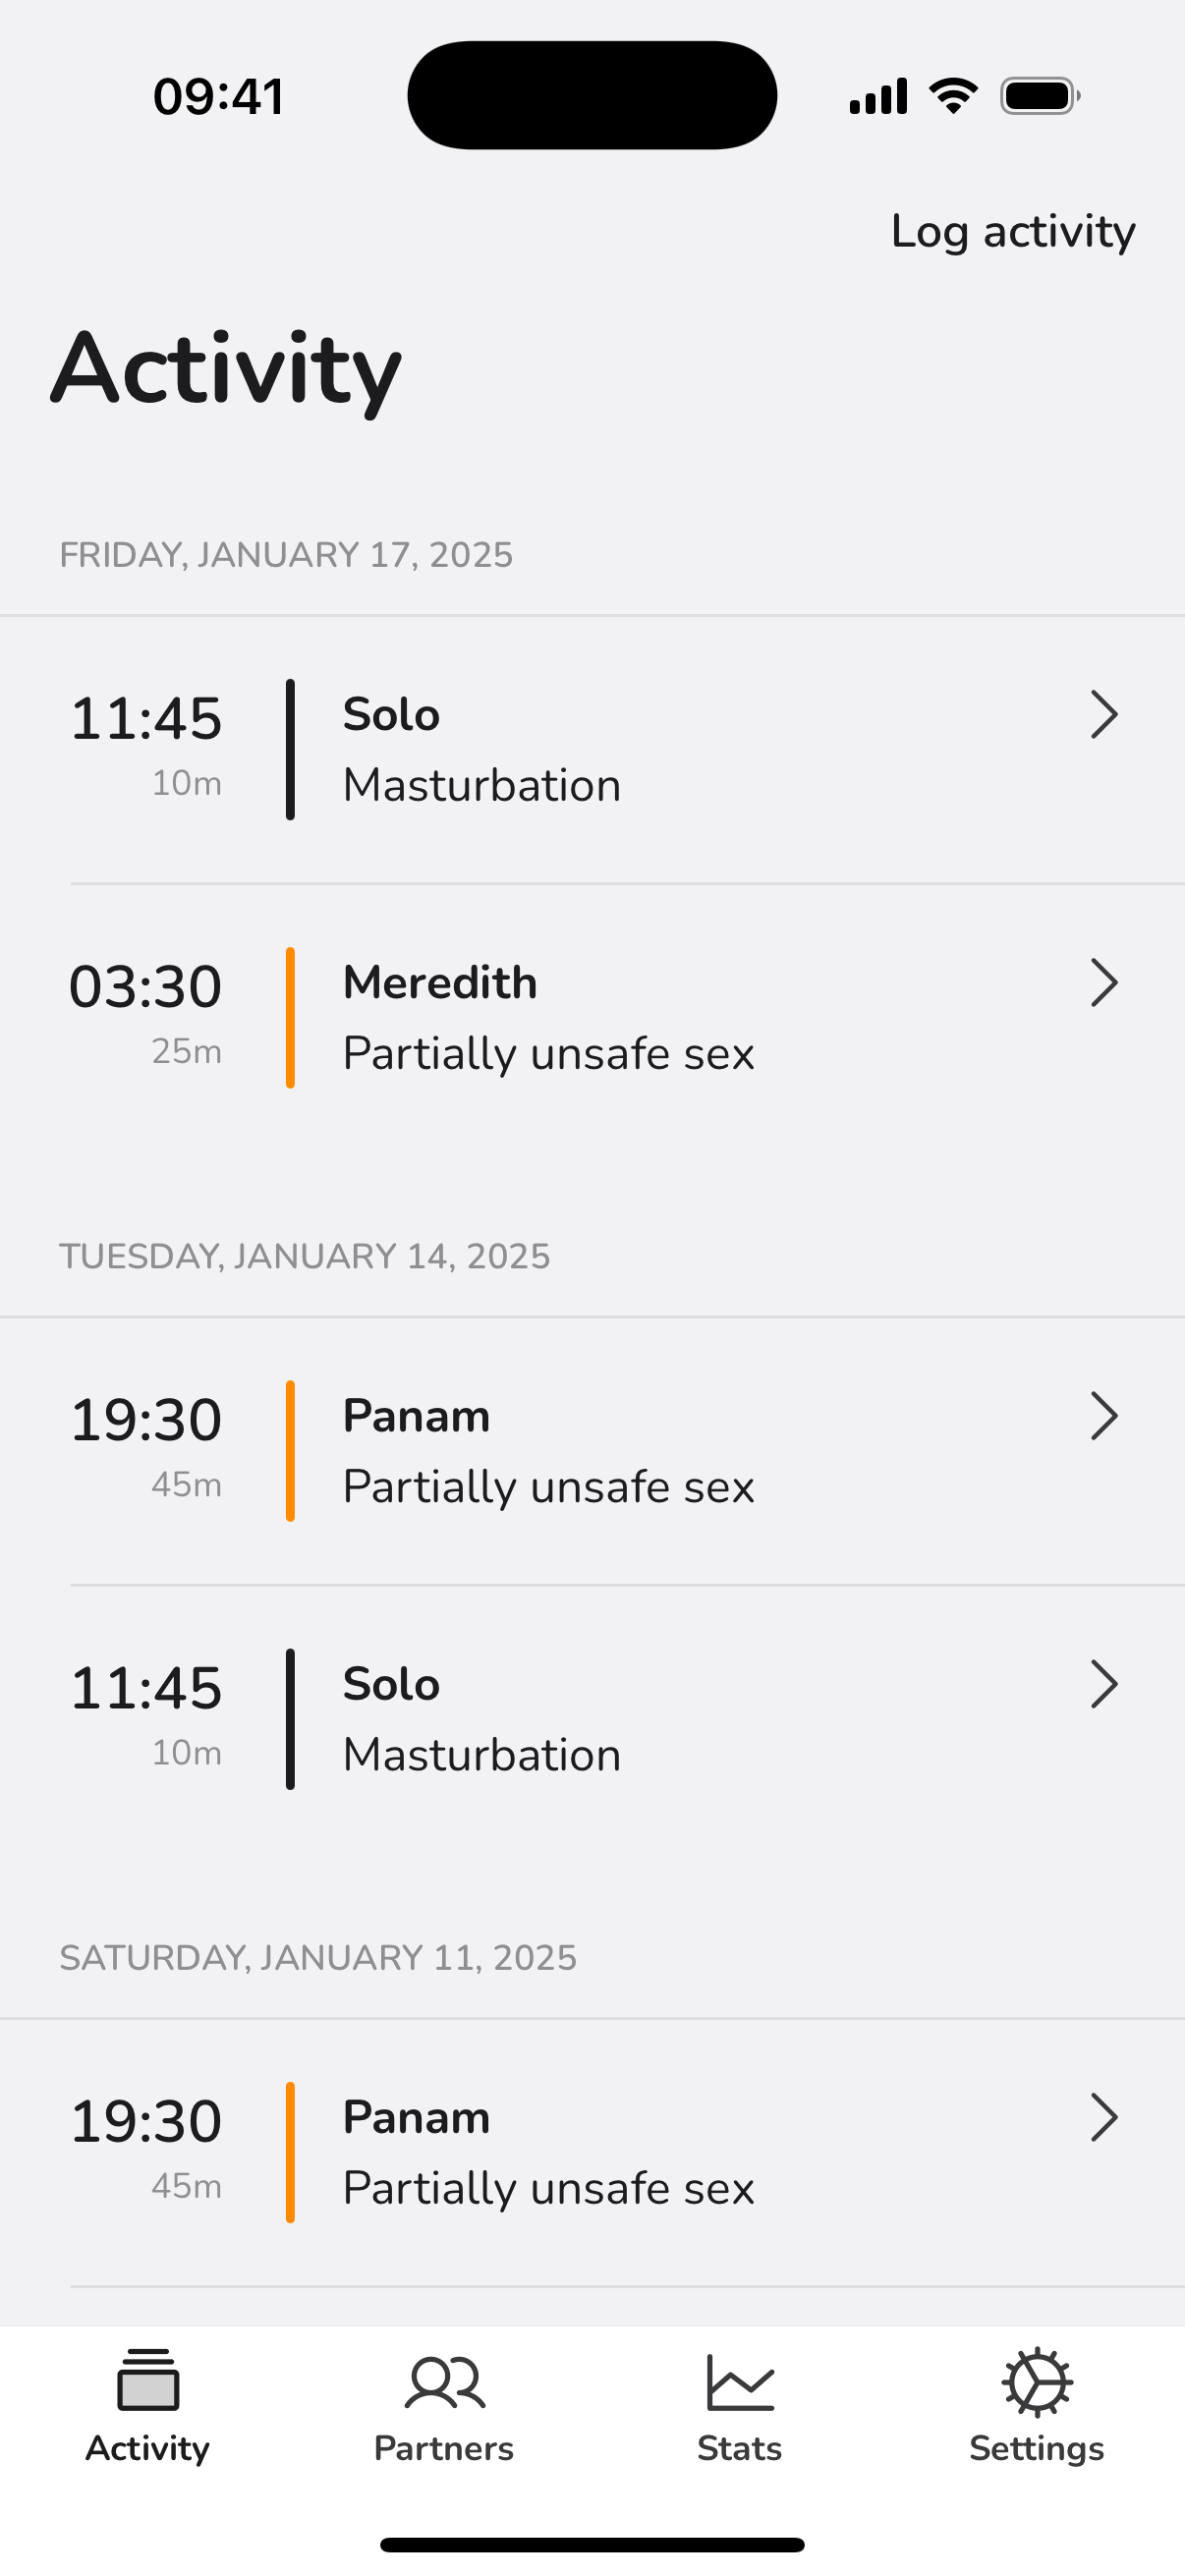 09:41
Log activity
Activity
FRIDAY, JANUARY 17, 2025
11:45
Solo
10m
Masturbation
03:30
Meredith
25m
Partially unsafe sex
TUESDAY, JANUARY 14, 2025
19:30
Panam
45m
Partially unsafe sex
11:45
Solo
10m
Masturbation
SATURDAY, JANUARY 11, 2025
19:30
Panam
45m
Partially unsafe sex
Activity
Partners
Stats
Settings